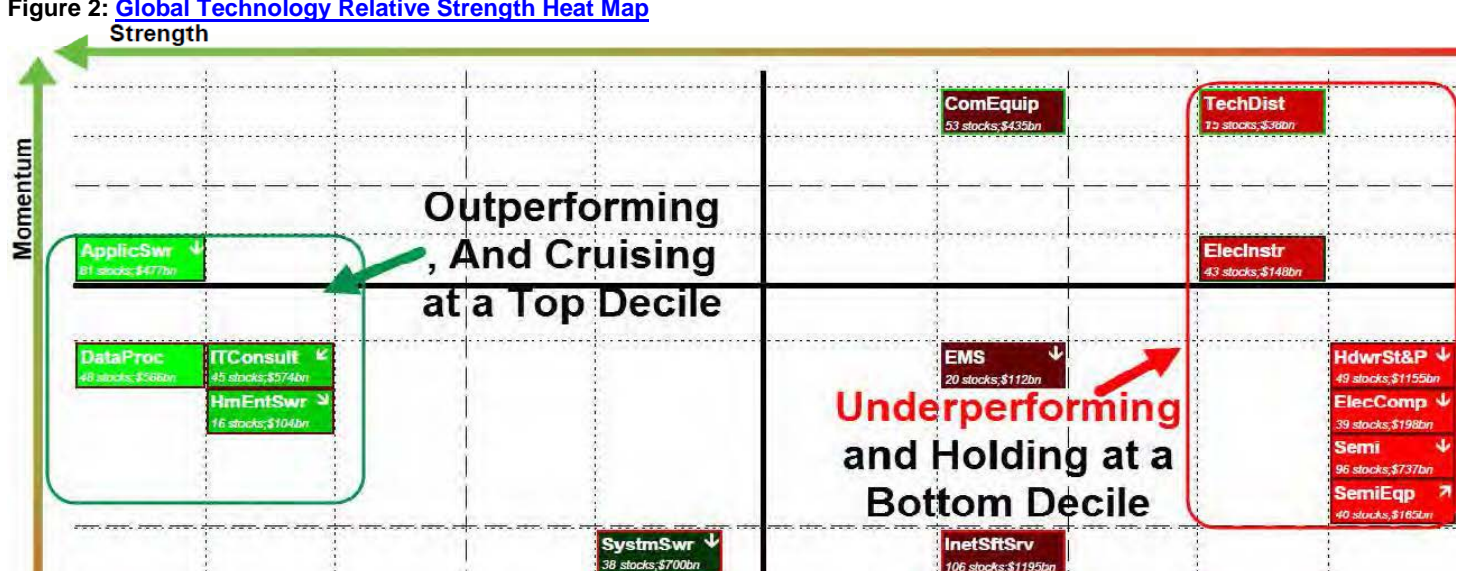 Figure 2: Global Technology Relative Strength Heat Map
Strength
Momentum
ComEquip
53 stocks;$435bn
TechDist
15 stocks;$38bn
Outperforming
, And Cruising
at a Top Decile
ApplicSwr
81 stocks;$477bn
ElecInstr
43 stocks;$148bn
DataProc
48 stocks;$566bn
ITConsult
45 stocks;$574bn
HmEntSwr
16 stocks;$104bn
EMS
20 stocks;$112bn
Underperforming
and Holding at a
Bottom Decile
HdwrSt&P
49 stocks;$1155bn
ElecComp
39 stocks;$198bn
Semi
96 stocks;$737bn
SemiEqp
40 stocks;$165bn
SystmSwr
38 stocks;$700bn
InetSftSrv
106 stocks;$1195bn